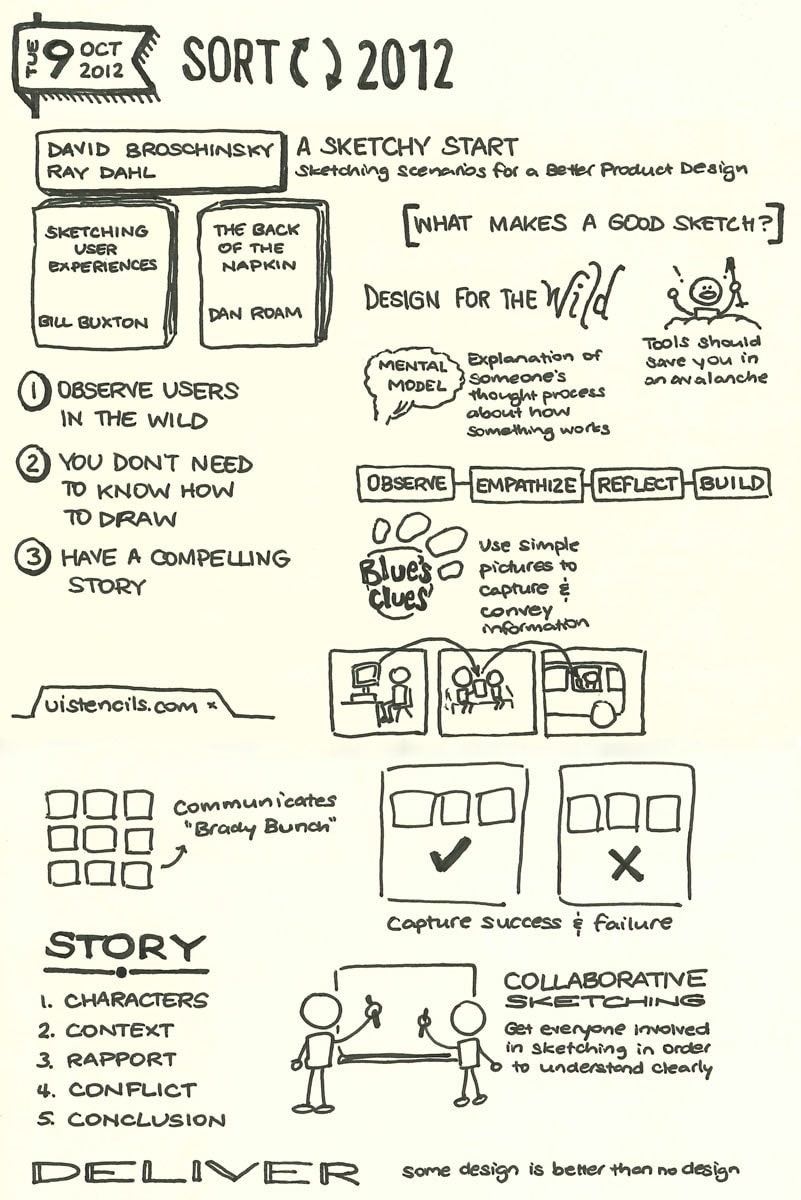 TUE 9 OCT 2012
SORT 2012
DAVID BROSCHINSKY
RAY DAHL
A SKETCHY START
Sketching scenarios for a Better Product Design
SKETCHING
USER
EXPERIENCES
BILL BUXTON
THE BACK
OF THE
NAPKIN
DAN ROAM
[WHAT MAKES A GOOD SKETCH?]
DESIGN FOR THE Wild
Tools should
save you in
an avalanche
MENTAL
MODEL
Explanation of
someone's
thought process
about how
something works
1 OBSERVE USERS
IN THE WILD
2 YOU DON'T NEED
TO KNOW HOW
TO DRAW
3 HAVE A COMPELLING
STORY
OBSERVE EMPATHIZE REFLECT BUILD
Blue's
Clues
Use simple
pictures to
capture &
convey
information
uistencils.com x
Communicates
"Brady Bunch"
Capture success & failure
STORY
1. CHARACTERS
2. CONTEXT
3. RAPPORT
4. CONFLICT
5. CONCLUSION
COLLABORATIVE
SKETCHING
Get everyone involved
in sketching in order
to understand clearly
DELIVER
some design is better than no design